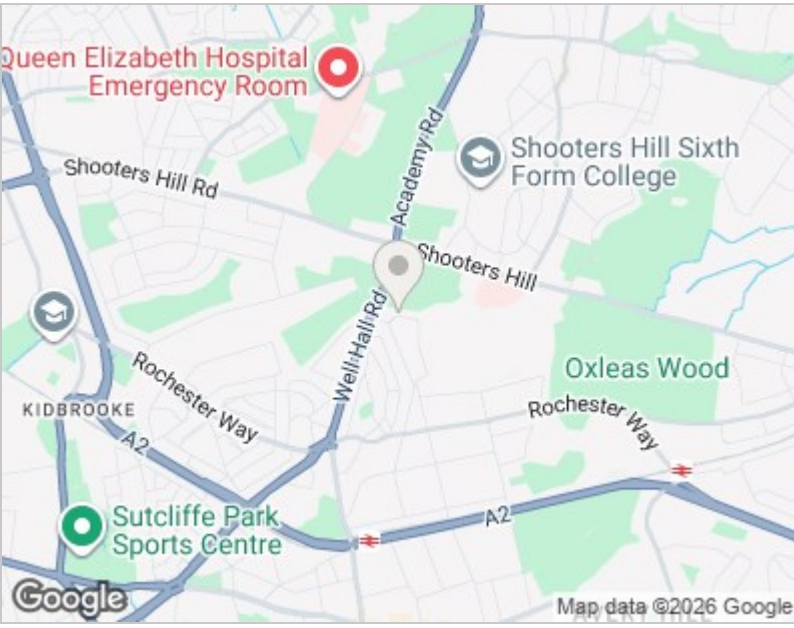 Queen Elizabeth Hospital
Emergency Room
Academy Rd
Shooters Hill Sixth
Form College
Shooters Hill Rd
Shooters Hill
Well Hall Rd
Oxleas Wood
Rochester Way
Rochester Way
KIDBROOKE
A2
A2
Sutcliffe Park
Sports Centre
AVERY HILL
Google
Map data ©2026 Google